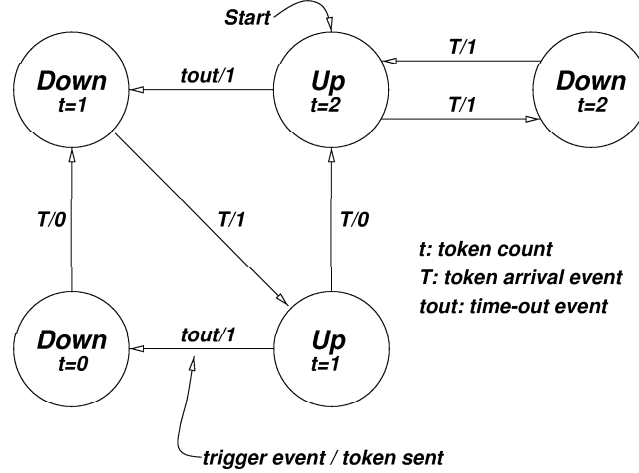 Start
T/1
Down
t=1
tout/1
Up
t=2
Down
t=2
T/1
T/0
T/1
T/0
t: token count
T: token arrival event
tout: time-out event
Down
t=0
tout/1
Up
t=1
trigger event / token sent